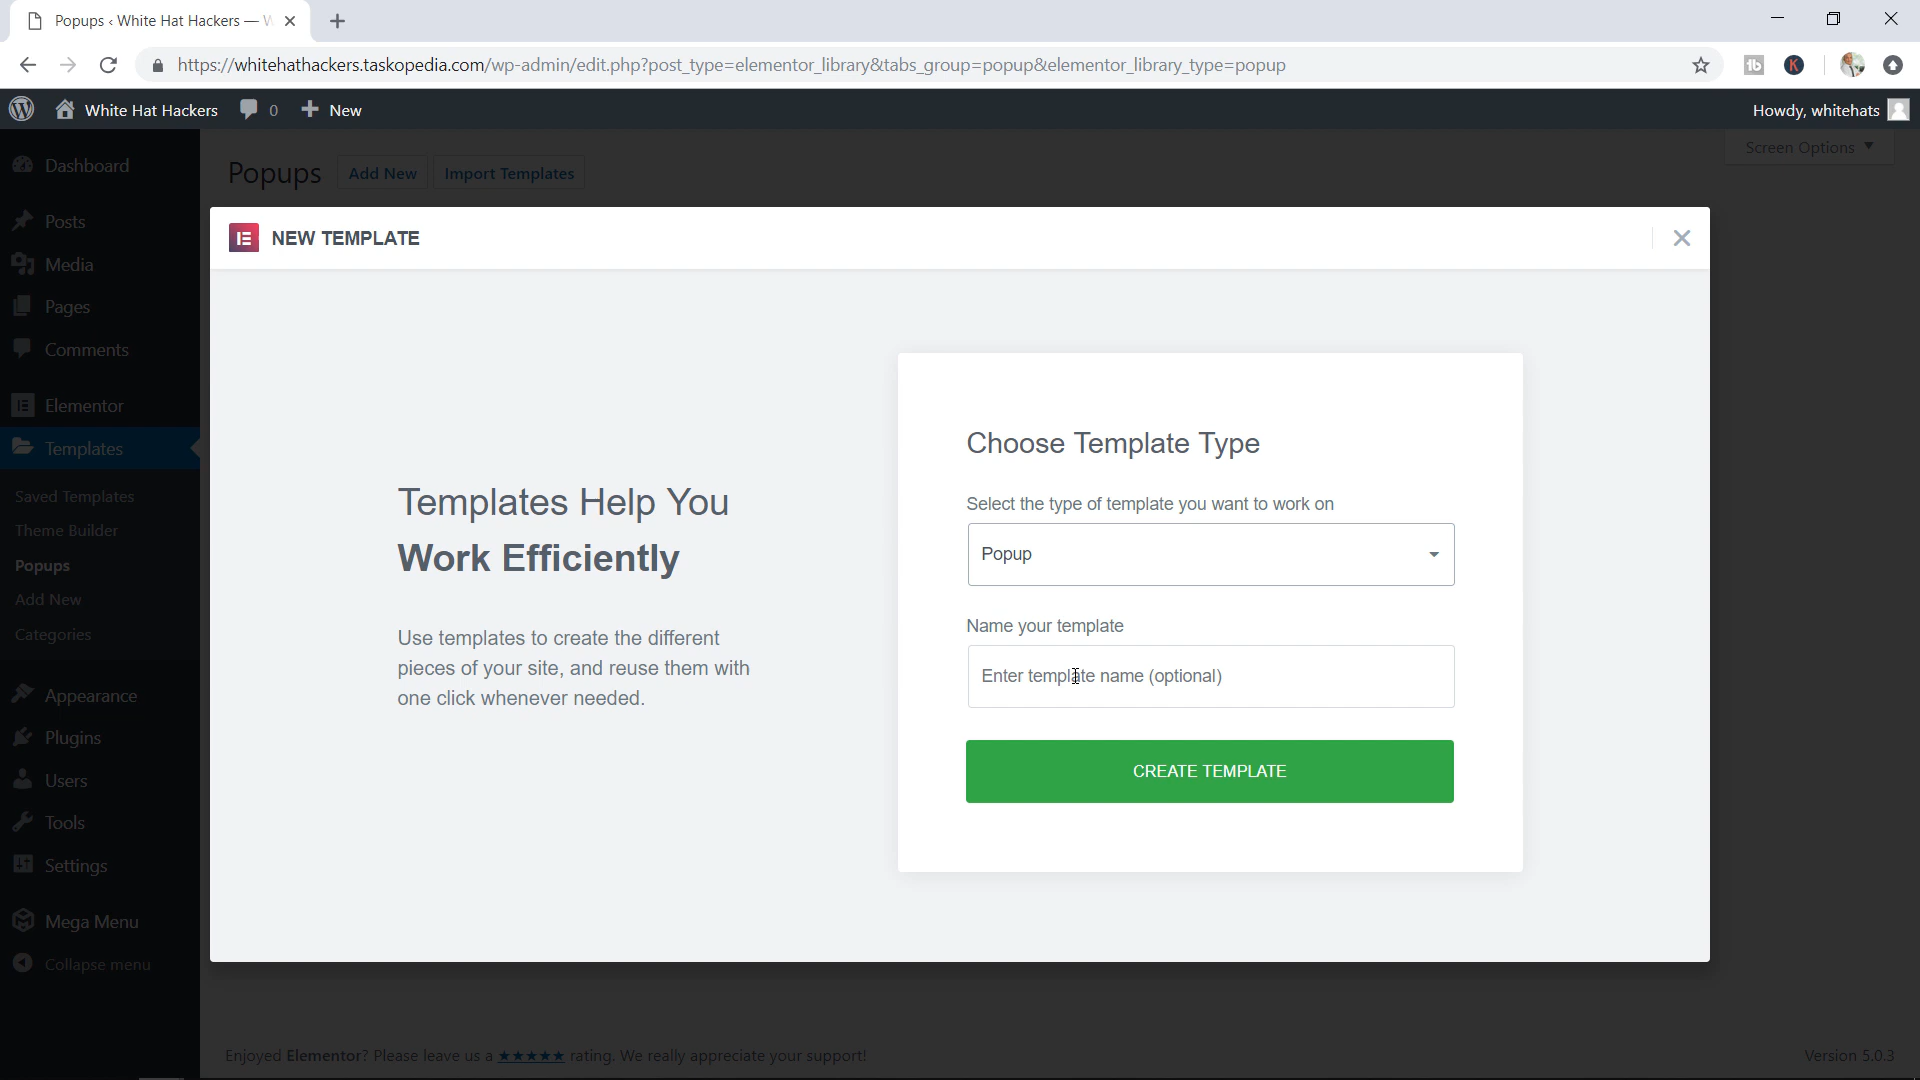 Popups ‹ White Hat Hackers — W
https://whitehathackers.taskopedia.com/wp-admin/edit.php?post_type=elementor_library&tabs_group=popup&elementor_library_type=popup
White Hat Hackers 0 New
Howdy, whitehats
Dashboard
Posts
Media
Pages
Comments
Elementor
Templates
Saved Templates
Theme Builder
Popups
Add New
Categories
Appearance
Plugins
Users
Tools
Settings
Mega Menu
Collapse menu
Popups Add New Import Templates
Screen Options
NEW TEMPLATE
Templates Help You
Work Efficiently
Use templates to create the different
pieces of your site, and reuse them with
one click whenever needed.
Choose Template Type
Select the type of template you want to work on
Popup
Name your template
Enter template name (optional)
CREATE TEMPLATE
Enjoyed Elementor? Please leave us a ★★★★★ rating. We really appreciate your support!
Version 5.0.3